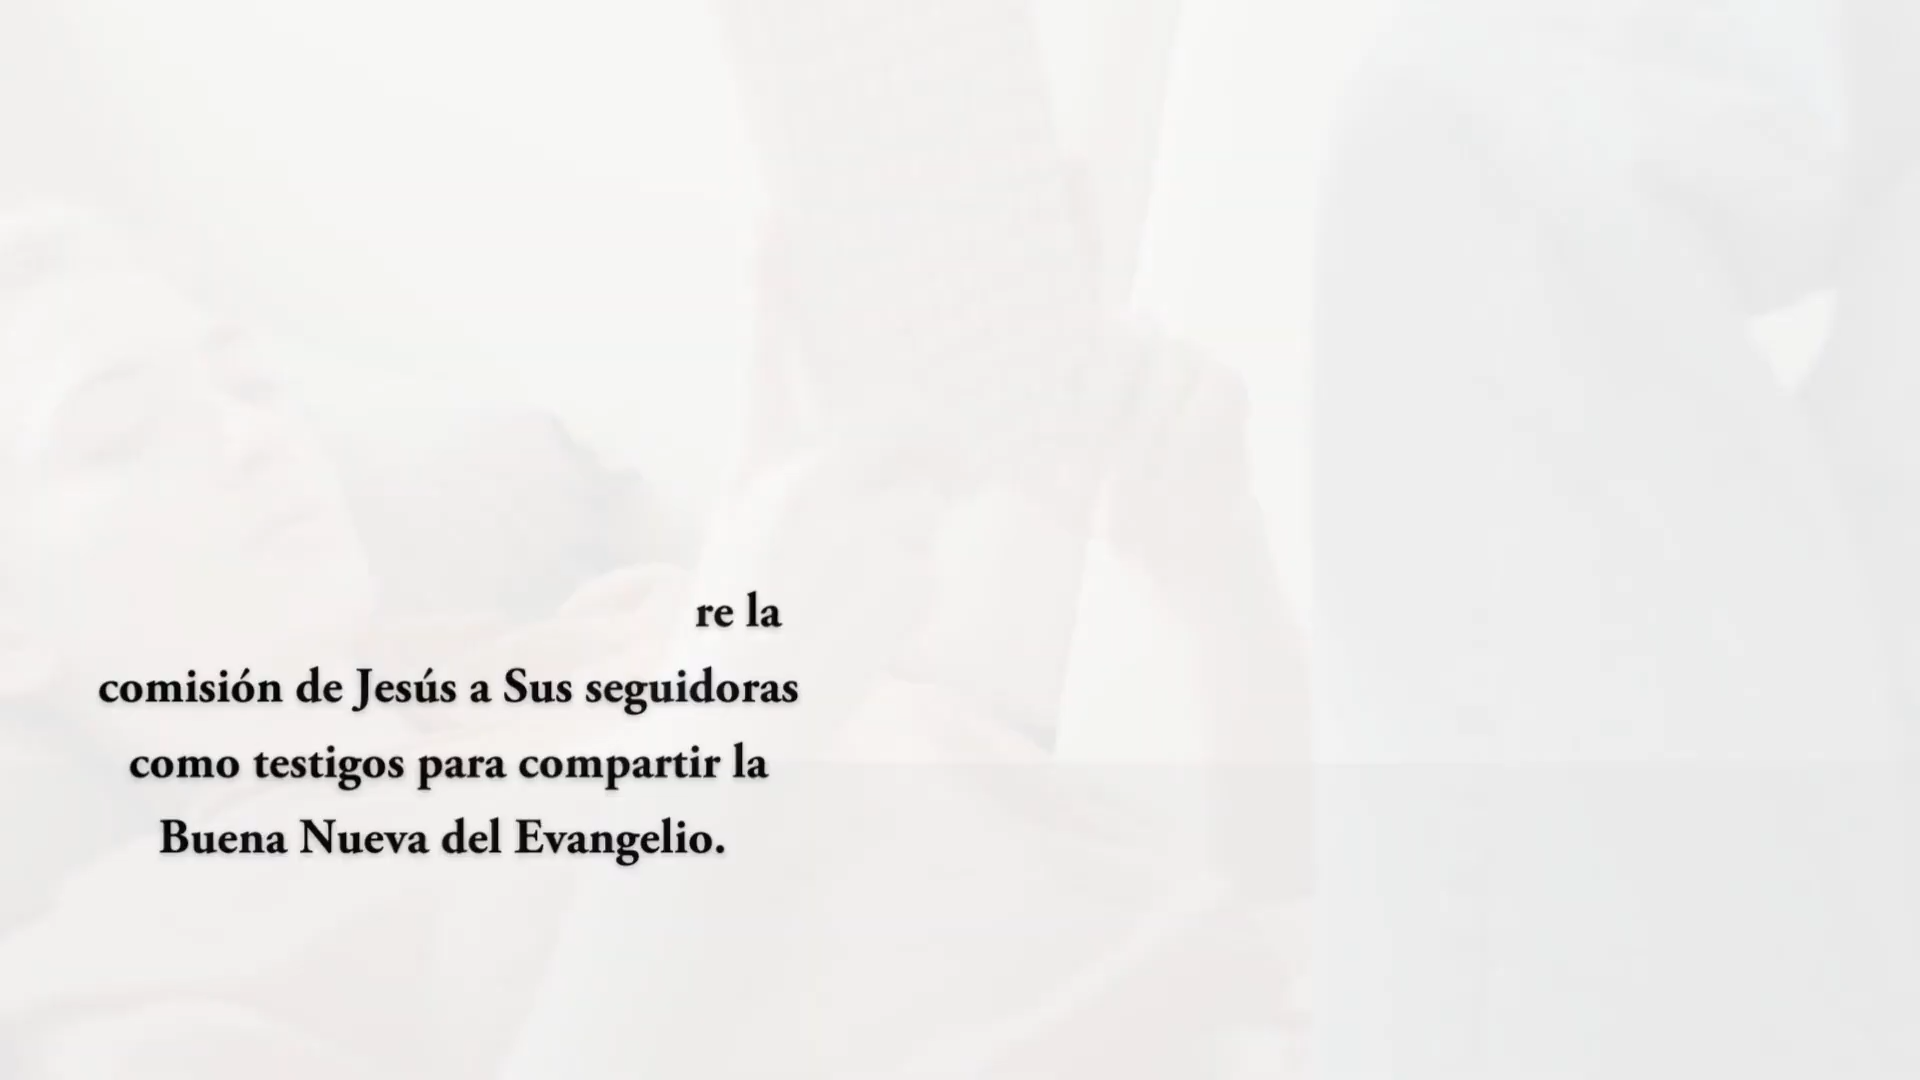 re la
comisión de Jesús a Sus seguidoras
como testigos para compartir la
Buena Nueva del Evangelio.